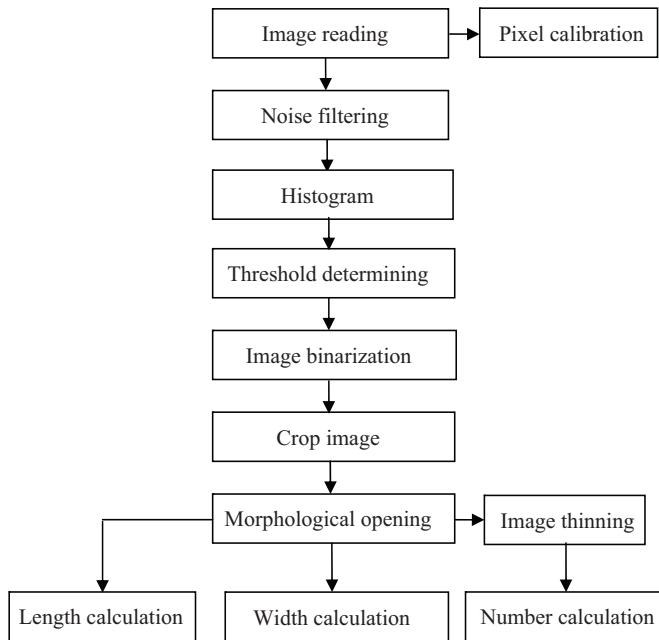 Image reading
Pixel calibration
Noise filtering
Histogram
Threshold determining
Image binarization
Crop image
Morphological opening
Image thinning
Length calculation
Width calculation
Number calculation